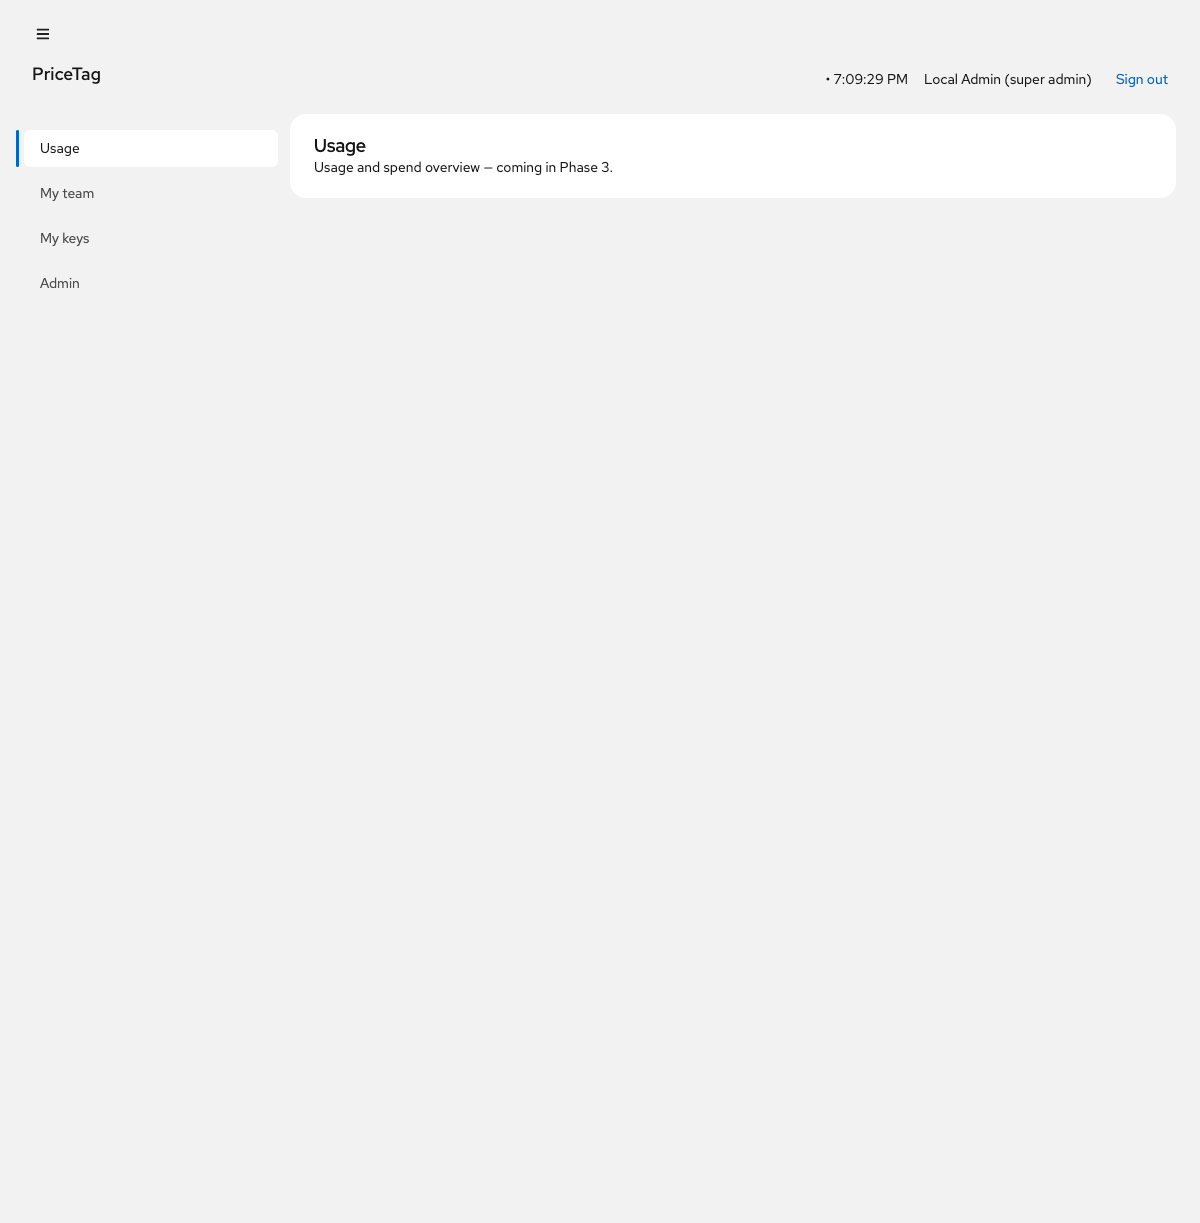 PriceTag
• 7:09:29 PM Local Admin (super admin) Sign out
Usage
My team
My keys
Admin
Usage
Usage and spend overview — coming in Phase 3.